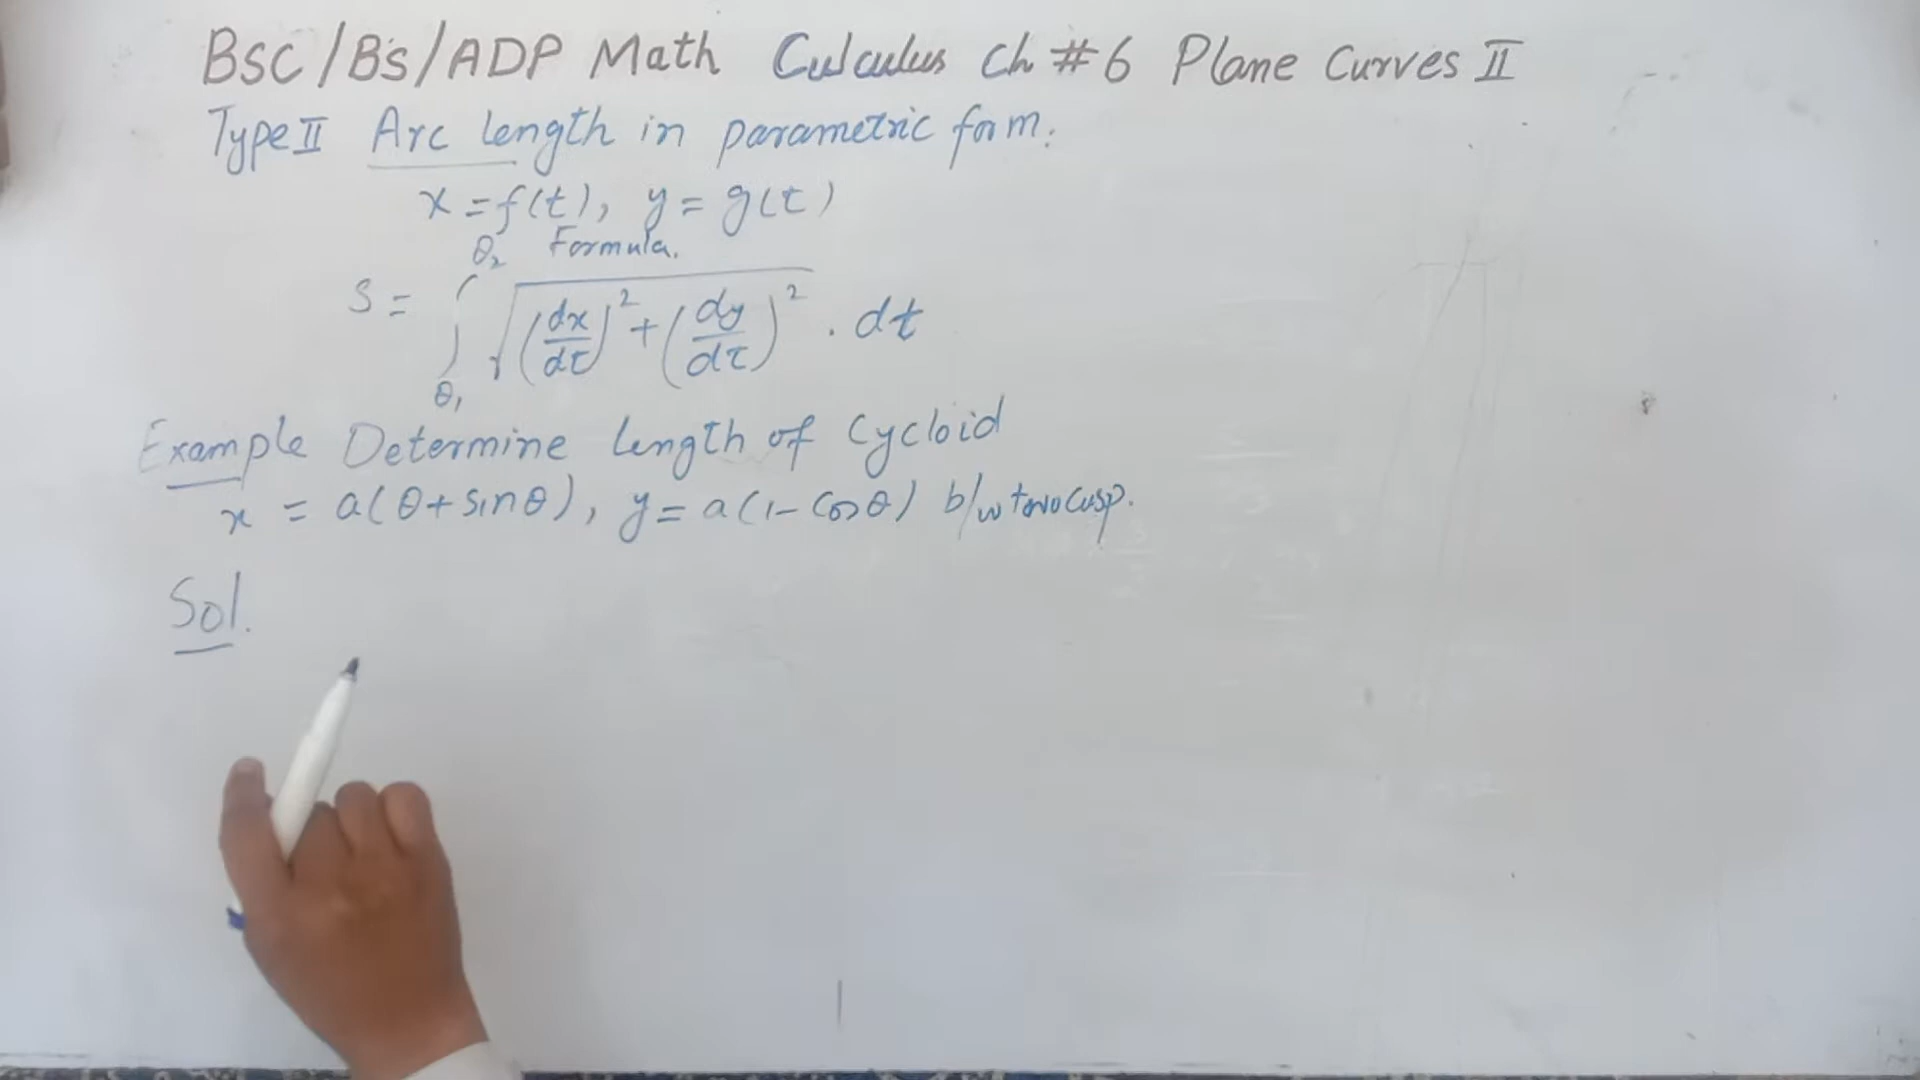 BSC/B's/ADP Math Calculus Ch #6 Plane Curves II
Type II Arc length in parametric form.
x = f(t), y = g(t)
Formula.
S = ∫_{θ₁}^{θ₂} √((dx/dt)² + (dy/dt)²) . dt
Example Determine length of Cycloid
x = a(θ + sinθ), y = a(1 - Cosθ) b/w two Cusp.
Sol.